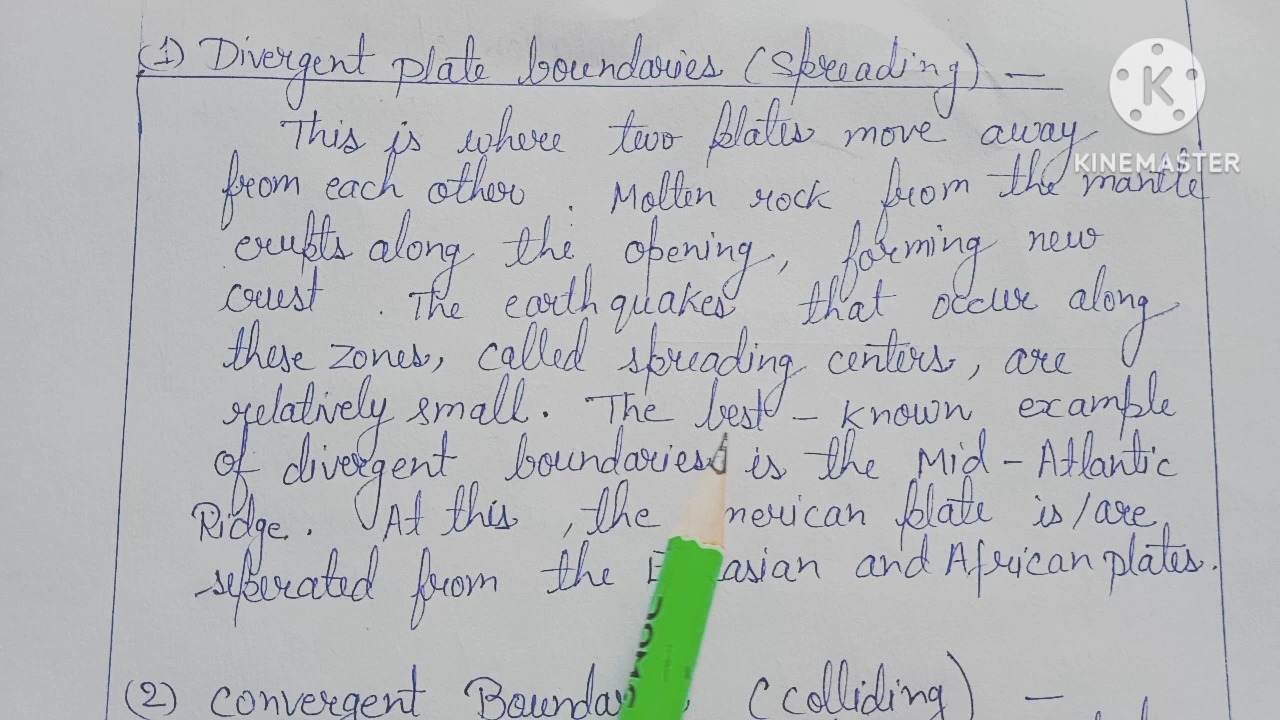 (1) Divergent plate boundaries (Spreading) —
This is where two plates move away
from each other. Molten rock from the mantle
erupts along the opening, forming new
crust. The earthquakes that occur along
these zones, called spreading centers, are
relatively small. The best - known example
of divergent boundaries is the Mid - Atlantic
Ridge. At this, the merican plate is/are
seperated from the E asian and African plates.
(2) Convergent Boundar (colliding) —
K
KINEMASTER